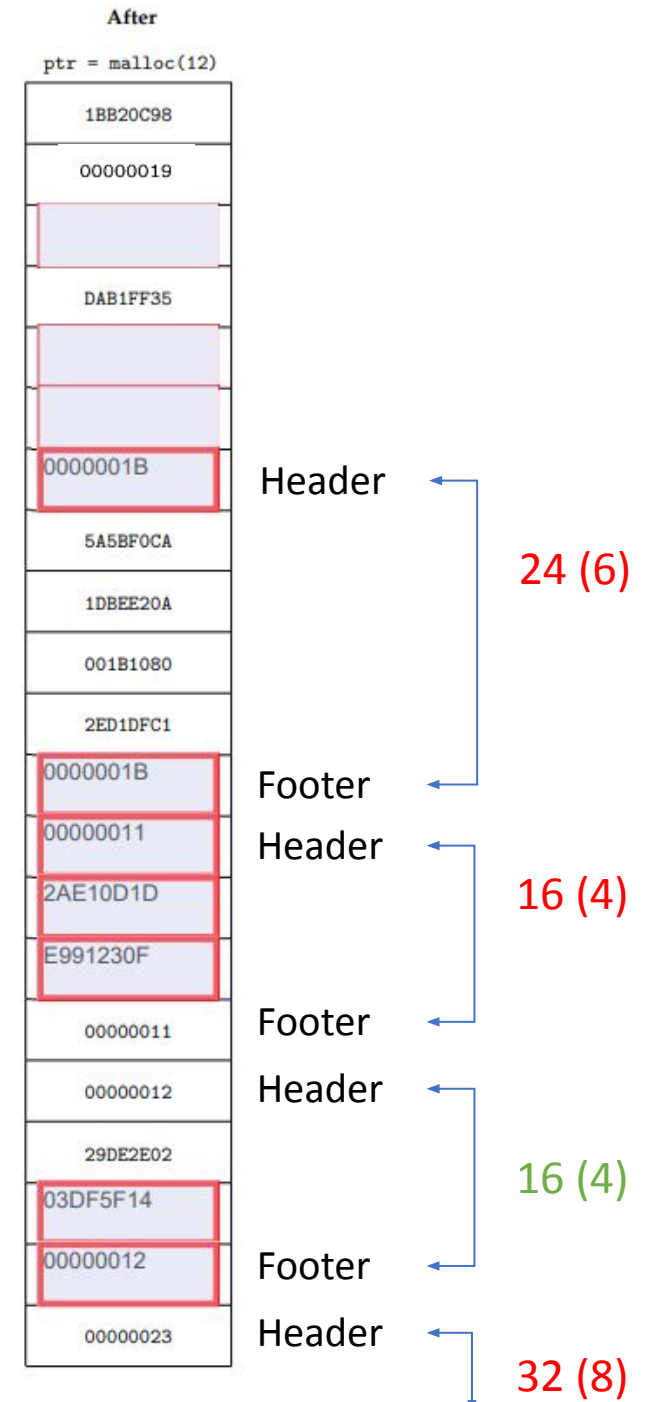 After
ptr = malloc(12)
1BB20C98
00000019
DAB1FF35
0000001B Header
5A5BF0CA
24 (6)
1DBEE20A
001B1080
2ED1DFC1
0000001B Footer
00000011 Header
2AE10D1D
16 (4)
E991230F
00000011 Footer
00000012 Header
29DE2E02
16 (4)
03DF5F14
00000012 Footer
00000023 Header
32 (8)